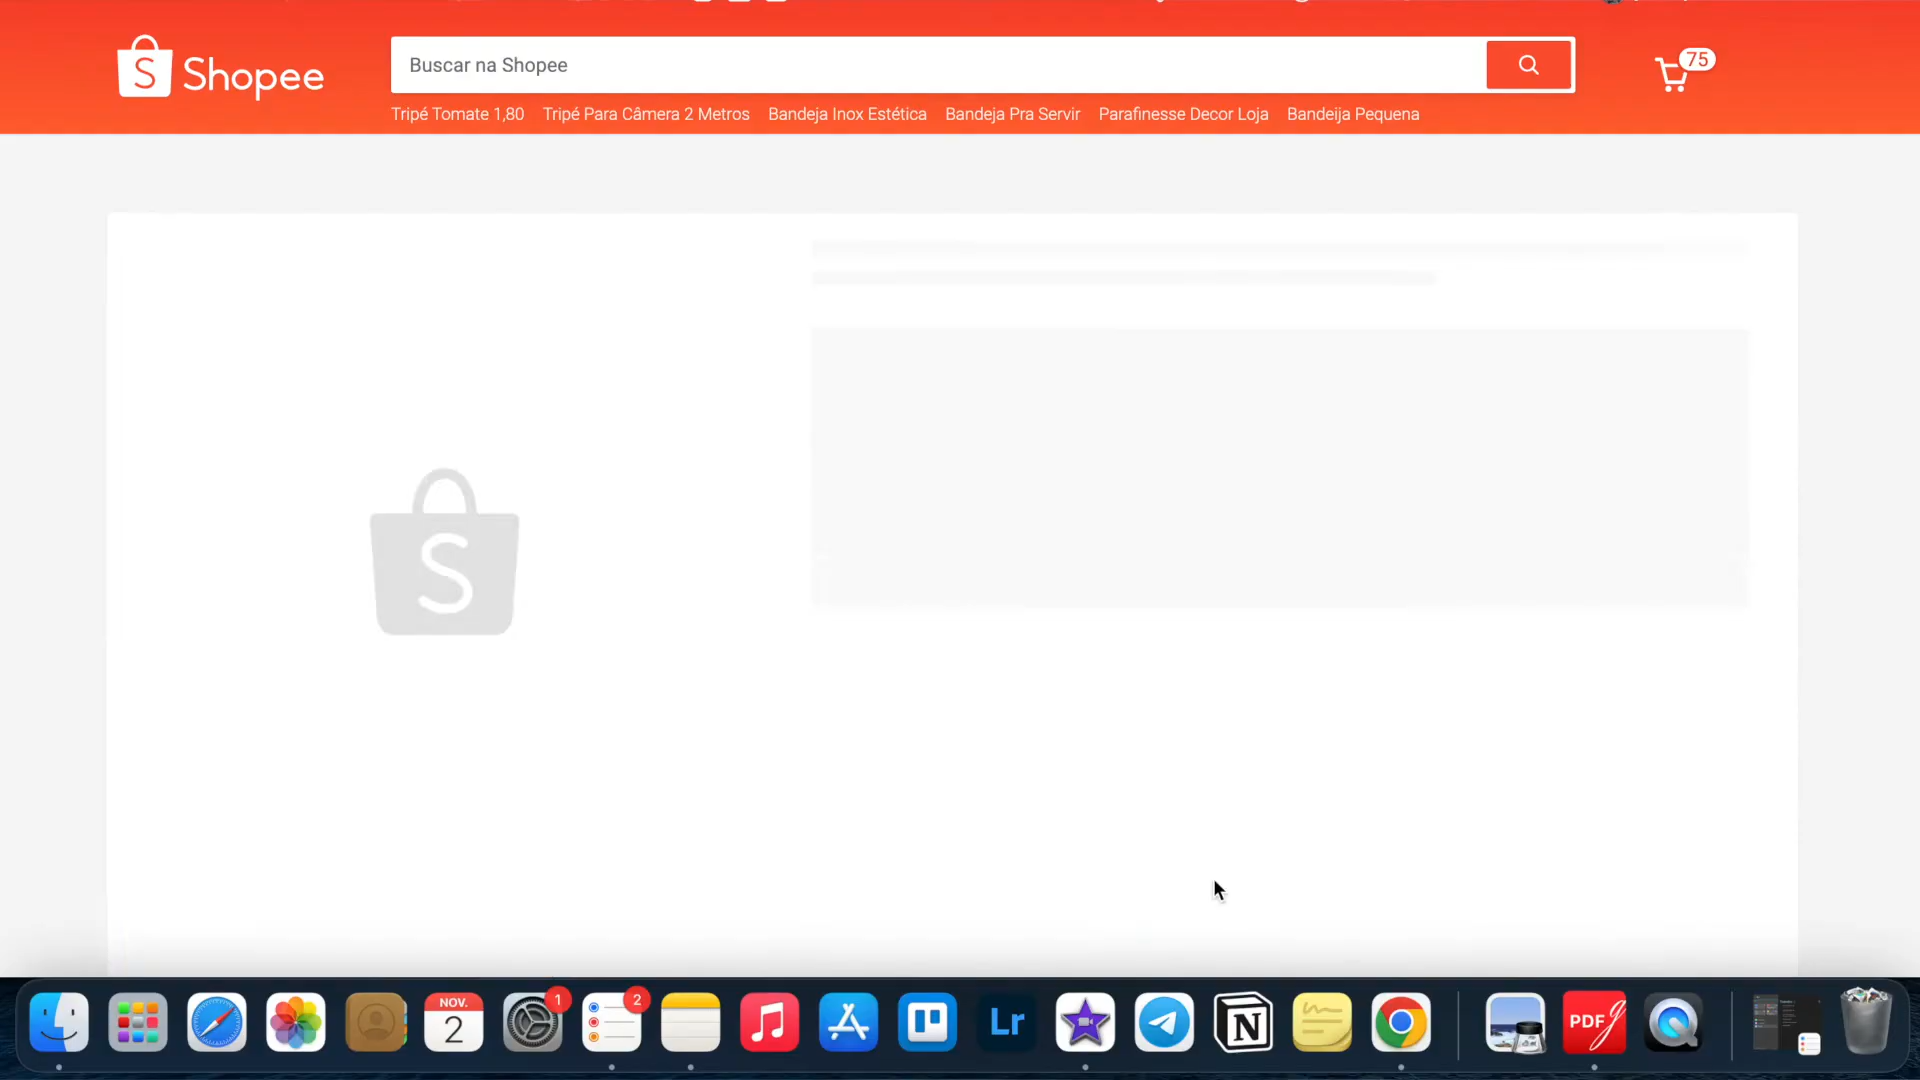 S Shopee
Buscar na Shopee
75
Tripé Tomate 1,80 Tripé Para Câmera 2 Metros Bandeja Inox Estética Bandeja Pra Servir Parafinesse Decor Loja Bandeija Pequena
S
NOV.
2
1
2
Lr
N
PDF